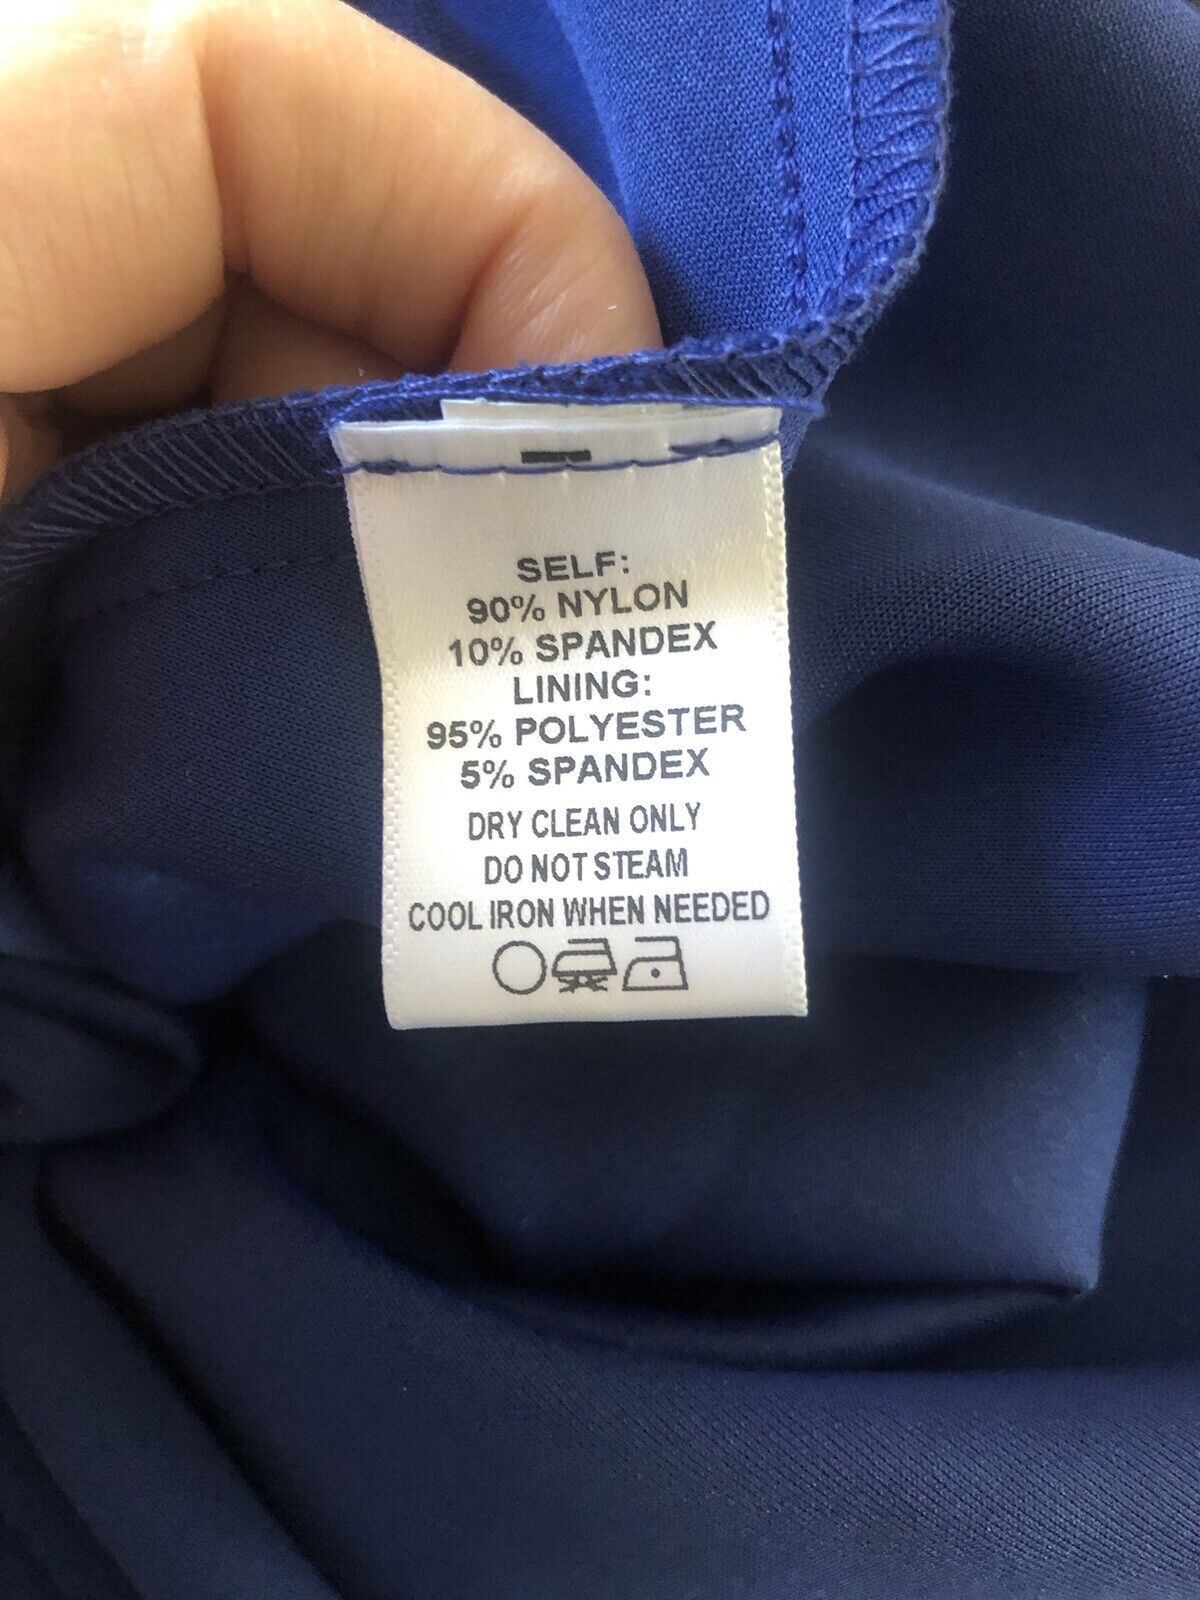 SELF:
90% NYLON
10% SPANDEX
LINING:
95% POLYESTER
5% SPANDEX
DRY CLEAN ONLY
DO NOT STEAM
COOL IRON WHEN NEEDED